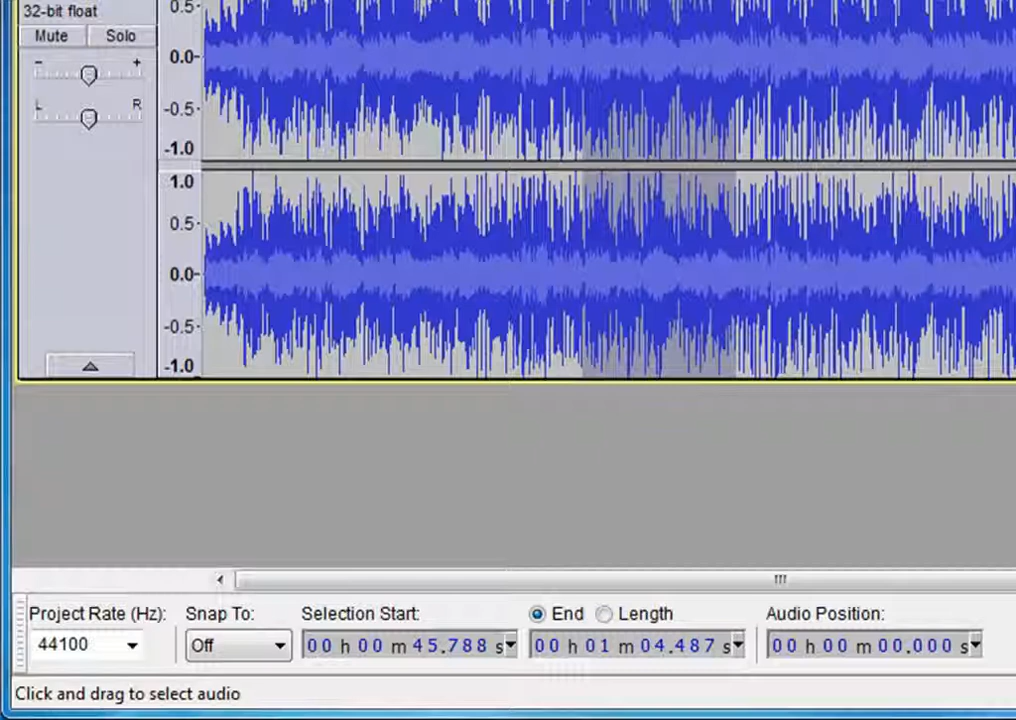 32-bit float
Mute Solo
- +
L R
0.5-
0.0-
-0.5-
-1.0
1.0
0.5-
0.0-
-0.5-
-1.0
Project Rate (Hz): Snap To: Selection Start: End Length Audio Position:
44100 Off 00 h 00 m 45.788 s 00 h 01 m 04.487 s 00 h 00 m 00.000 s
Click and drag to select audio